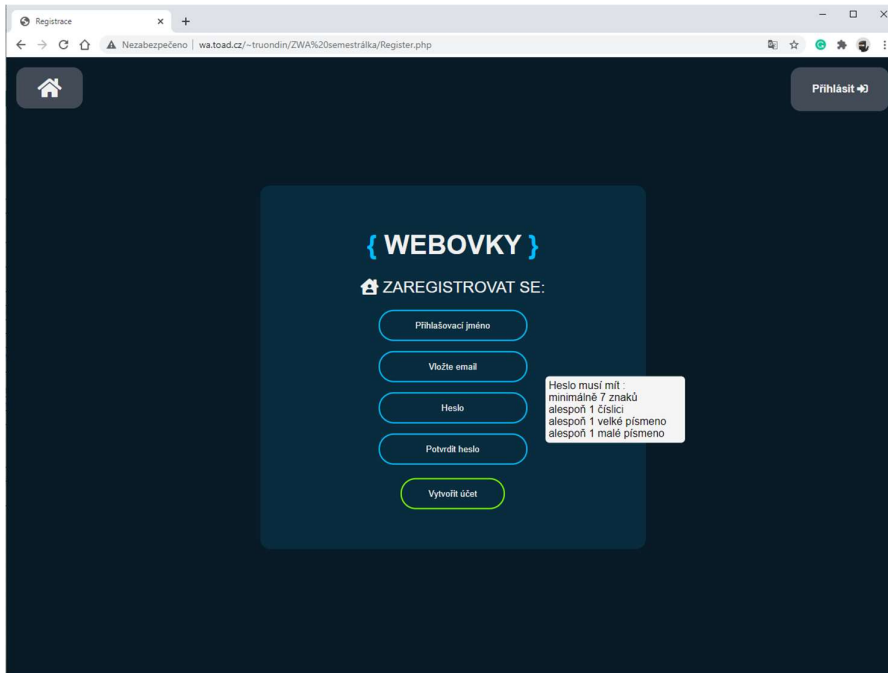 Registrace
Nezabezpečeno | wa.toad.cz/~truondin/ZWA%20semestrálka/Register.php
Přihlásit
{ WEBOVKY }
ZAREGISTROVAT SE:
Přihlašovací jméno
Vložte email
Heslo
Heslo musí mít :
minimálně 7 znaků
alespoň 1 číslici
alespoň 1 velké písmeno
alespoň 1 malé písmeno
Potvrdit heslo
Vytvořit účet